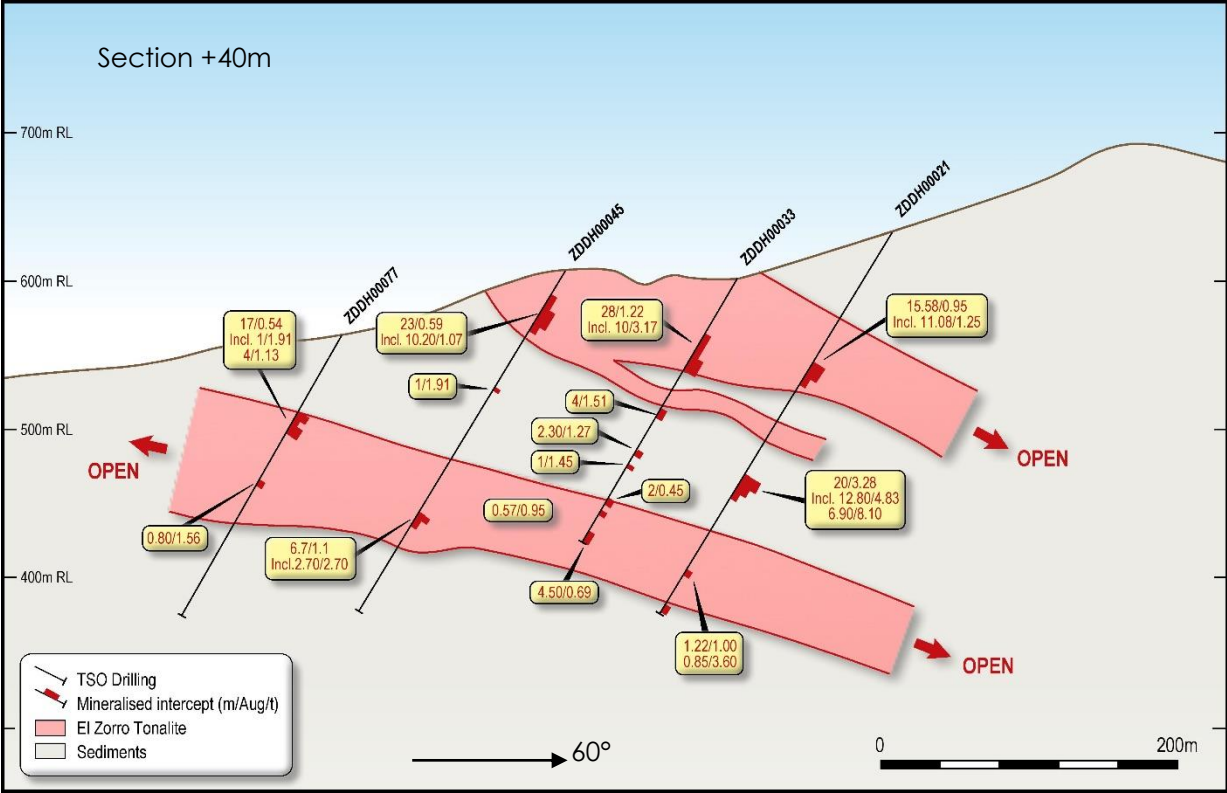 Section +40m
700m RL
600m RL
500m RL
400m RL
ZDDH00077
ZDDH00045
ZDDH00033
ZDDH00021
17/0.54
Incl. 1/1.91
4/1.13
23/0.59
Incl. 10.20/1.07
28/1.22
Incl. 10/3.17
15.58/0.95
Incl. 11.08/1.25
1/1.91
4/1.51
2.30/1.27
1/1.45
2/0.45
20/3.28
Incl. 12.80/4.83
6.90/8.10
OPEN
OPEN
0.80/1.56
6.7/1.1
Incl.2.70/2.70
0.57/0.95
4.50/0.69
1.22/1.00
0.85/3.60
OPEN
TSO Drilling
Mineralised intercept (m/Aug/t)
El Zorro Tonalite
Sediments
60°
0
200m